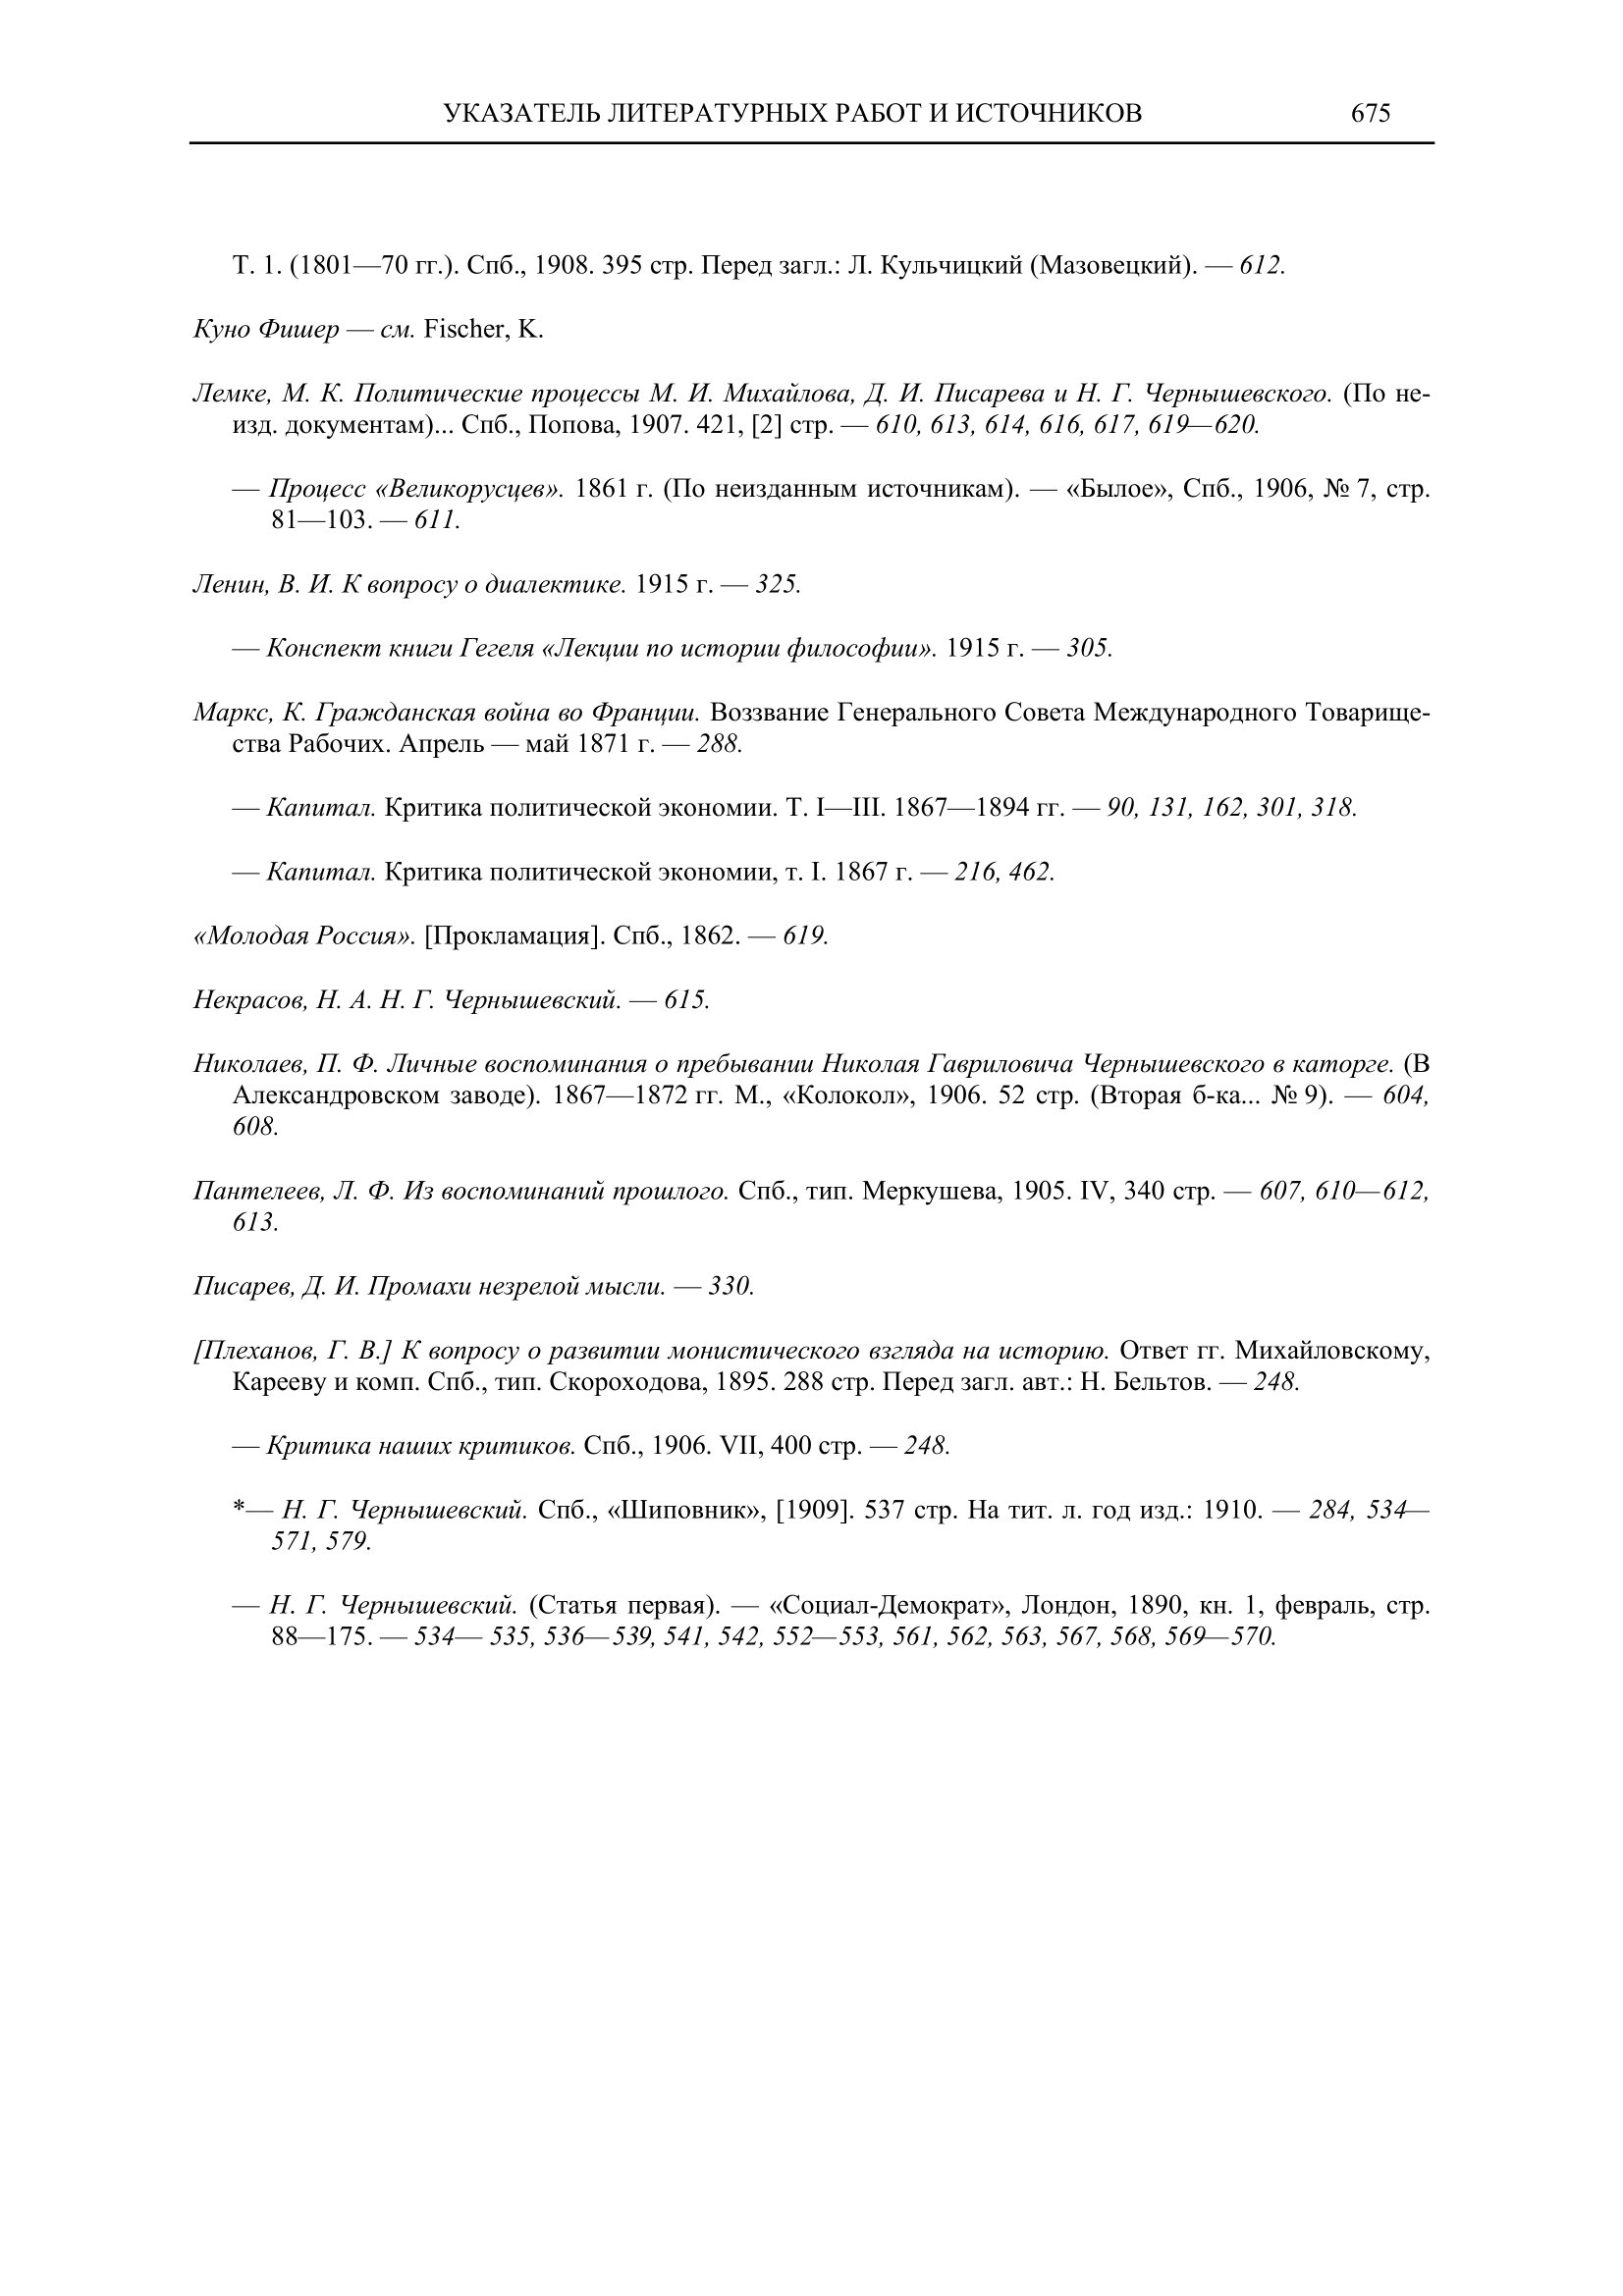 УКАЗАТЕЛЬ ЛИТЕРАТУРНЫХ РАБОТ И ИСТОЧНИКОВ 675
Т. 1. (1801—70 гг.). Спб., 1908. 395 стр. Перед загл.: Л. Кульчицкий (Мазовецкий). — 612.
Куно Фишер — см. Fischer, K.
Лемке, М. К. Политические процессы М. И. Михайлова, Д. И. Писарева и Н. Г. Чернышевского. (По не-
изд. документам)... Спб., Попова, 1907. 421, [2] стр. — 610, 613, 614, 616, 617, 619—620.
— Процесс «Великорусцев». 1861 г. (По неизданным источникам). — «Былое», Спб., 1906, № 7, стр.
81—103. — 611.
Ленин, В. И. К вопросу о диалектике. 1915 г. — 325.
— Конспект книги Гегеля «Лекции по истории философии». 1915 г. — 305.
Маркс, К. Гражданская война во Франции. Воззвание Генерального Совета Международного Товарище-
ства Рабочих. Апрель — май 1871 г. — 288.
— Капитал. Критика политической экономии. Т. I—III. 1867—1894 гг. — 90, 131, 162, 301, 318.
— Капитал. Критика политической экономии, т. I. 1867 г. — 216, 462.
«Молодая Россия». [Прокламация]. Спб., 1862. — 619.
Некрасов, Н. А. Н. Г. Чернышевский. — 615.
Николаев, П. Ф. Личные воспоминания о пребывании Николая Гавриловича Чернышевского в каторге. (В
Александровском заводе). 1867—1872 гг. М., «Колокол», 1906. 52 стр. (Вторая б-ка... № 9). — 604,
608.
Пантелеев, Л. Ф. Из воспоминаний прошлого. Спб., тип. Меркушева, 1905. IV, 340 стр. — 607, 610—612,
613.
Писарев, Д. И. Промахи незрелой мысли. — 330.
[Плеханов, Г. В.] К вопросу о развитии монистического взгляда на историю. Ответ гг. Михайловскому,
Карееву и комп. Спб., тип. Скороходова, 1895. 288 стр. Перед загл. авт.: Н. Бельтов. — 248.
— Критика наших критиков. Спб., 1906. VII, 400 стр. — 248.
*— Н. Г. Чернышевский. Спб., «Шиповник», [1909]. 537 стр. На тит. л. год изд.: 1910. — 284, 534—
571, 579.
— Н. Г. Чернышевский. (Статья первая). — «Социал-Демократ», Лондон, 1890, кн. 1, февраль, стр.
88—175. — 534— 535, 536—539, 541, 542, 552—553, 561, 562, 563, 567, 568, 569—570.